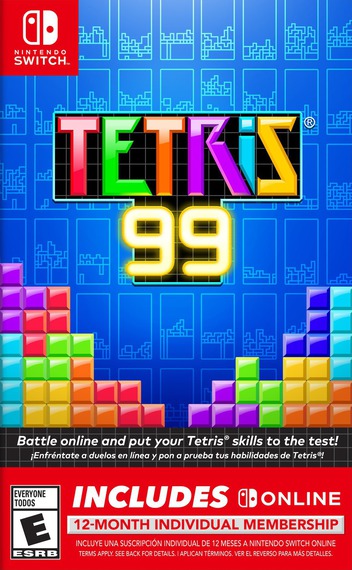 NINTENDO
SWITCH™
TETRIS®
99
Battle online and put your Tetris® skills to the test!
¡Enfréntate a duelos en línea y pon a prueba tus habilidades de Tetris®!
EVERYONE
TODOS
E
ESRB
INCLUDES ONLINE
12-MONTH INDIVIDUAL MEMBERSHIP
INCLUYE UNA SUSCRIPCIÓN INDIVIDUAL DE 12 MESES A NINTENDO SWITCH ONLINE
TERMS APPLY. SEE BACK FOR DETAILS. | APLICAN TÉRMINOS. VER EL REVERSO PARA MÁS DETALLES.